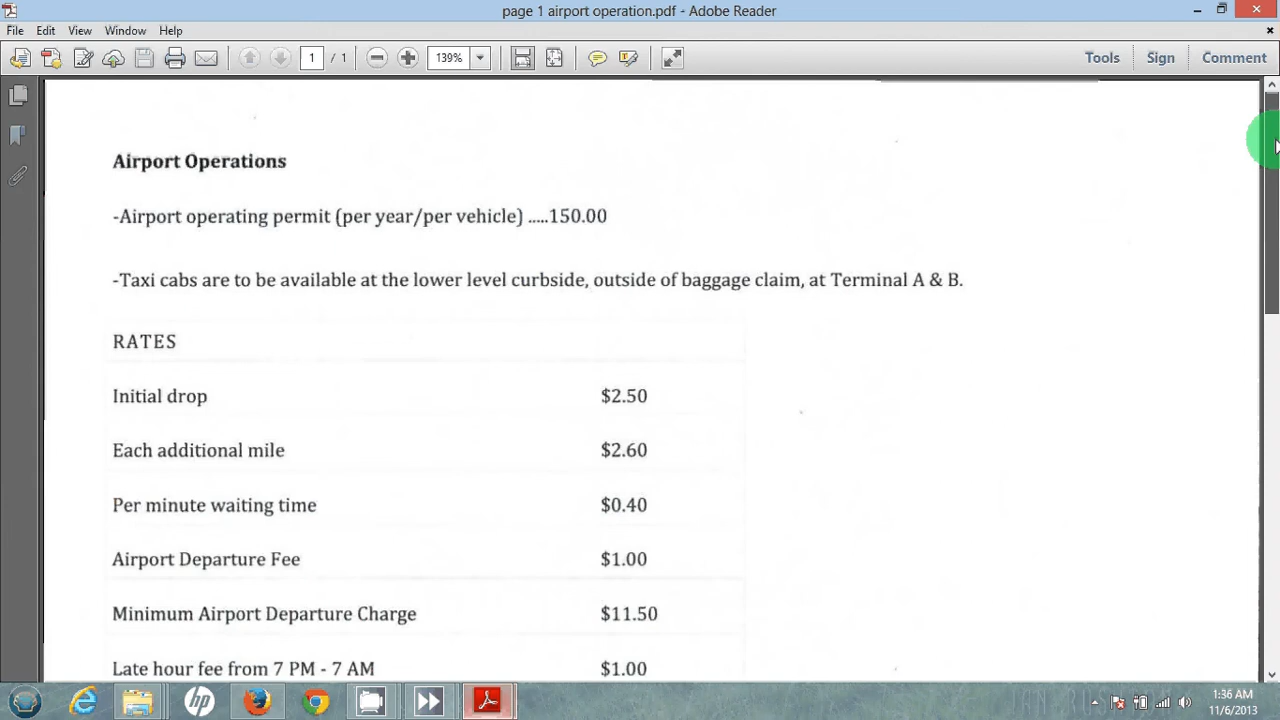 page 1 airport operation.pdf - Adobe Reader
File Edit View Window Help
1 / 1 139% Tools Sign Comment
Airport Operations
-Airport operating permit (per year/per vehicle) .....150.00
-Taxi cabs are to be available at the lower level curbside, outside of baggage claim, at Terminal A & B.
RATES
Initial drop $2.50
Each additional mile $2.60
Per minute waiting time $0.40
Airport Departure Fee $1.00
Minimum Airport Departure Charge $11.50
Late hour fee from 7 PM - 7 AM $1.00
hp
1:36 AM
11/6/2013